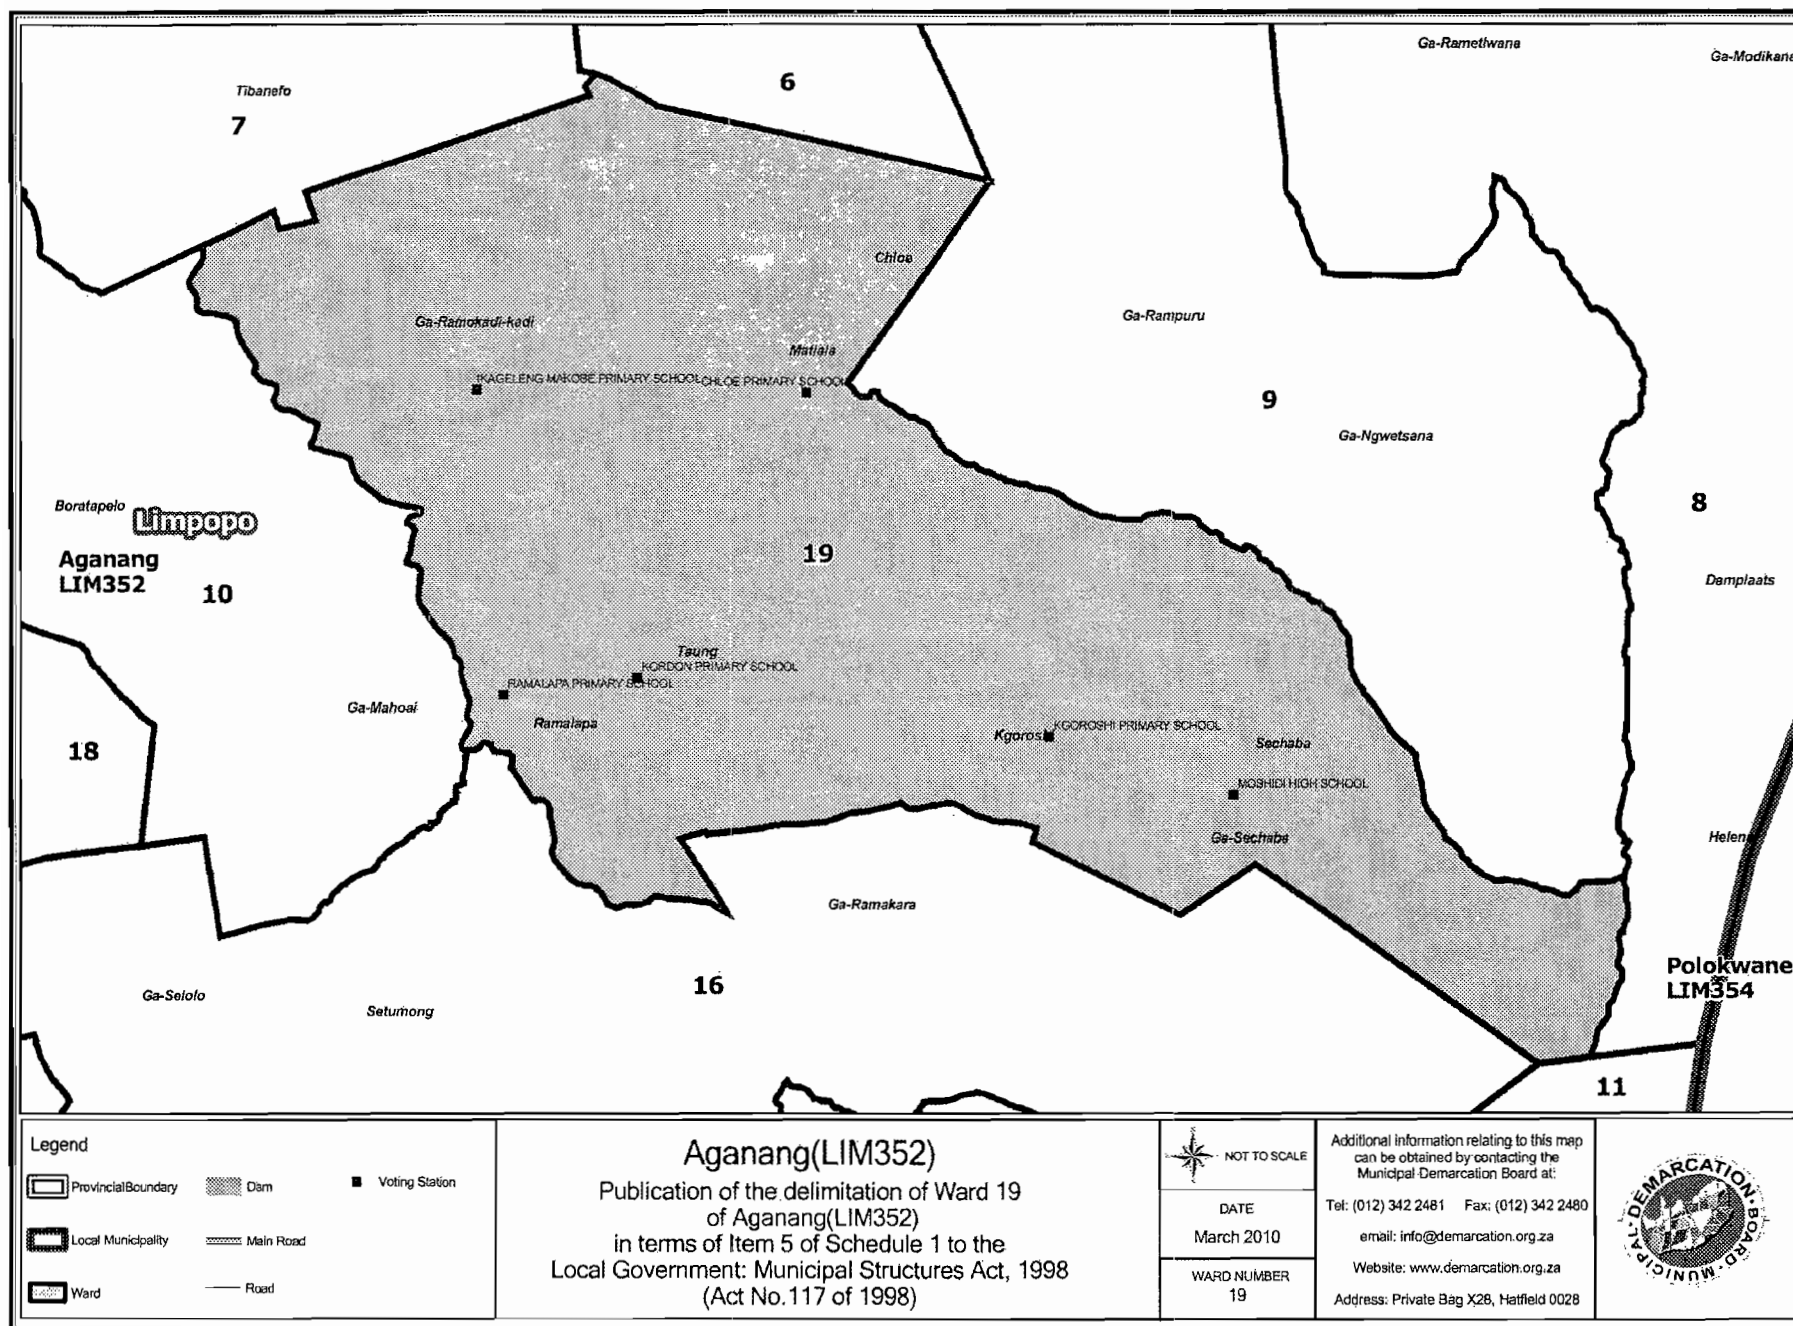 Ga-Rametlwana
Ga-Modikana
6
Tibanefo
7
Chloe
Ga-Ramokadi-kadi
Ga-Rampuru
Matlala
IKAGELENG MAKOBE PRIMARY SCHOOL
CHLOE PRIMARY SCHOOL
9
Ga-Ngwetsana
Boratapelo
Limpopo
8
19
Aganang
LIM352
10
Damplaats
Taung
KORDON PRIMARY SCHOOL
RAMALAPA PRIMARY SCHOOL
Ga-Mahoai
Ramalapa
KGOROSHI PRIMARY SCHOOL
Kgoroshi
Sechaba
18
MOSHIDI HIGH SCHOOL
Ga-Sechaba
Helena
Ga-Ramakara
Polokwane
LIM354
16
Ga-Selolo
Setumong
11
Legend
ProvincialBoundary
Dam
Voting Station
Local Municipality
Main Road
Ward
Road
Aganang(LIM352)
Publication of the delimitation of Ward 19
of Aganang(LIM352)
in terms of Item 5 of Schedule 1 to the
Local Government: Municipal Structures Act, 1998
(Act No.117 of 1998)
NOT TO SCALE
DATE
March 2010
WARD NUMBER
19
Additional information relating to this map
can be obtained by contacting the
Municipal Demarcation Board at:
Tel: (012) 342 2481 Fax: (012) 342 2480
email: info@demarcation.org.za
Website: www.demarcation.org.za
Address: Private Bag X28, Hatfield 0028
MUNICIPAL DEMARCATION BOARD